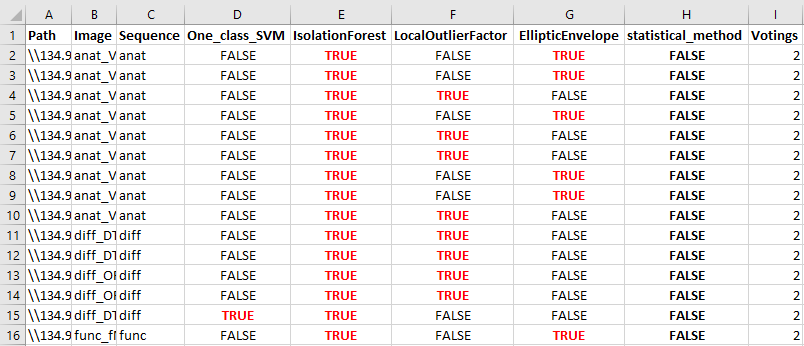 A B C D E F G H I
1 Path Image Sequence One_class_SVM IsolationForest LocalOutlierFactor EllipticEnvelope statistical_method Votings
2 \\134.9 anat_V anat FALSE TRUE FALSE TRUE FALSE 2
3 \\134.9 anat_V anat FALSE TRUE FALSE TRUE FALSE 2
4 \\134.9 anat_V anat FALSE TRUE TRUE FALSE FALSE 2
5 \\134.9 anat_V anat FALSE TRUE FALSE TRUE FALSE 2
6 \\134.9 anat_V anat FALSE TRUE TRUE FALSE FALSE 2
7 \\134.9 anat_V anat FALSE TRUE TRUE FALSE FALSE 2
8 \\134.9 anat_V anat FALSE TRUE FALSE TRUE FALSE 2
9 \\134.9 anat_V anat FALSE TRUE FALSE TRUE FALSE 2
10 \\134.9 anat_V anat FALSE TRUE TRUE FALSE FALSE 2
11 \\134.9 diff_DT diff FALSE TRUE TRUE FALSE FALSE 2
12 \\134.9 diff_DT diff FALSE TRUE TRUE FALSE FALSE 2
13 \\134.9 diff_OI diff FALSE TRUE TRUE FALSE FALSE 2
14 \\134.9 diff_OI diff FALSE TRUE TRUE FALSE FALSE 2
15 \\134.9 diff_DT diff TRUE TRUE FALSE FALSE FALSE 2
16 \\134.9 func_fI func FALSE TRUE FALSE TRUE FALSE 2